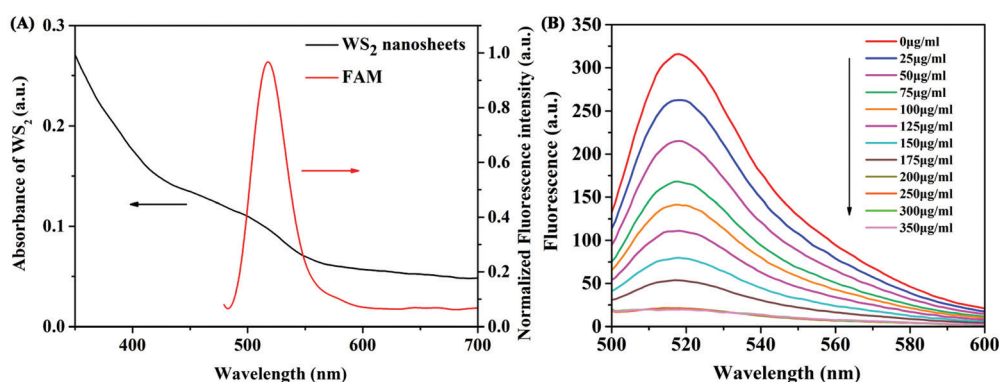 (A)
0.3
0.2
0.1
0.0
Absorbance of WS2 (a.u.)
WS2 nanosheets
FAM
1.0
0.8
0.6
0.4
0.2
0.0
Normalized Fluorescence intensity (a.u.)
400 500 600 700
Wavelength (nm)
(B)
350
300
250
200
150
100
50
0
Fluorescence (a.u.)
0μg/ml
25μg/ml
50μg/ml
75μg/ml
100μg/ml
125μg/ml
150μg/ml
175μg/ml
200μg/ml
250μg/ml
300μg/ml
350μg/ml
500 520 540 560 580 600
Wavelength (nm)